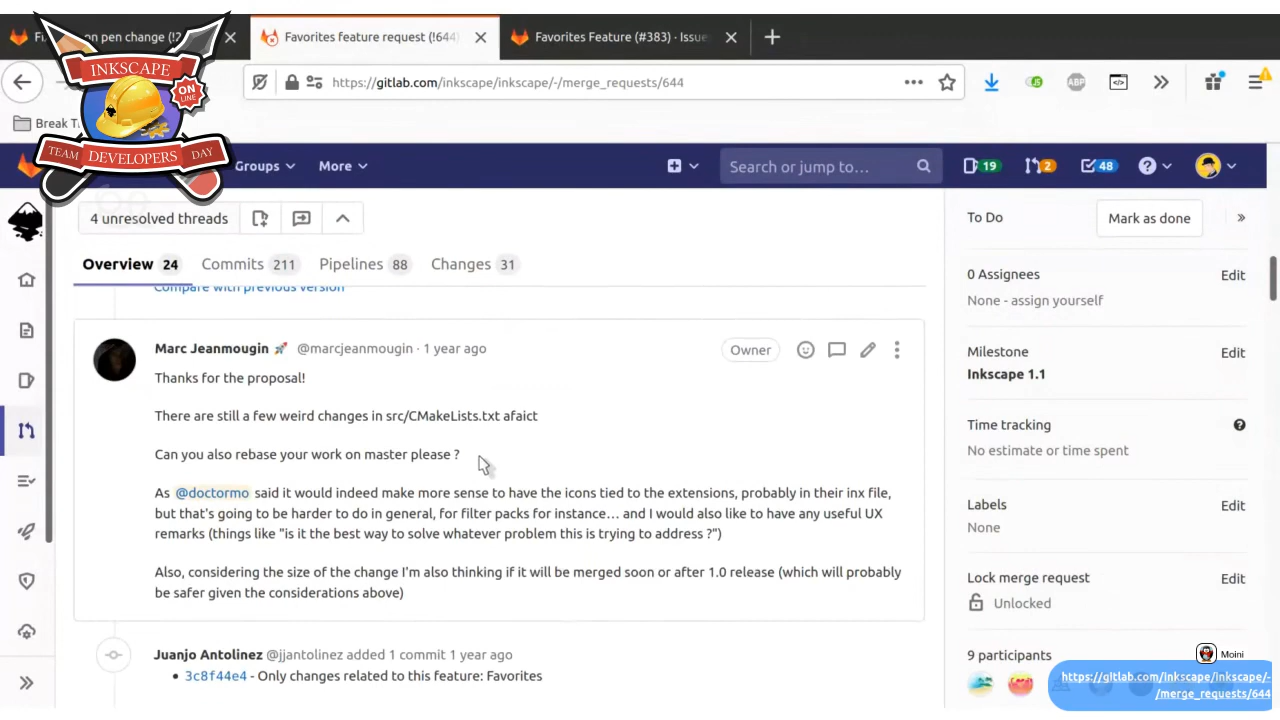 INKSCAPE
ON
LINE
TEAM DEVELOPERS DAY
on pen change (!2
Favorites feature request (!644)
Favorites Feature (#383) · Issue
https://gitlab.com/inkscape/inkscape/-/merge_requests/644
ABP
Break T
Groups
More
Search or jump to…
19
2
48
4 unresolved threads
To Do
Mark as done
Overview 24
Commits 211
Pipelines 88
Changes 31
Compare with previous version
0 Assignees
Edit
None - assign yourself
Marc Jeanmougin 🚀 @marcjeanmougin · 1 year ago
Owner
Thanks for the proposal!
There are still a few weird changes in src/CMakeLists.txt afaict
Can you also rebase your work on master please ?
As @doctormo said it would indeed make more sense to have the icons tied to the extensions, probably in their inx file,
but that's going to be harder to do in general, for filter packs for instance… and I would also like to have any useful UX
remarks (things like "is it the best way to solve whatever problem this is trying to address ?")
Also, considering the size of the change I'm also thinking if it will be merged soon or after 1.0 release (which will probably
be safer given the considerations above)
Milestone
Edit
Inkscape 1.1
Time tracking
No estimate or time spent
Labels
Edit
None
Lock merge request
Edit
Unlocked
Juanjo Antolinez @jjantolinez added 1 commit 1 year ago
• 3c8f44e4 - Only changes related to this feature: Favorites
9 participants
Moini
https://gitlab.com/inkscape/inkscape/-
/merge_requests/644